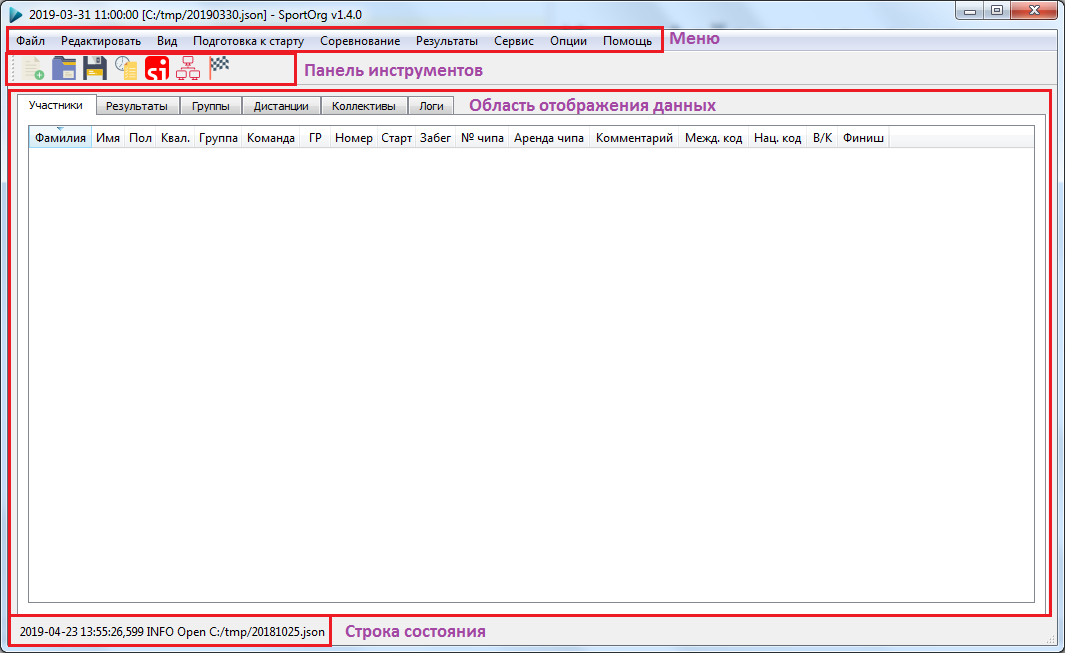 2019-03-31 11:00:00 [C:/tmp/20190330.json] - SportOrg v1.4.0
Файл Редактировать Вид Подготовка к старту Соревнование Результаты Сервис Опции Помощь Меню
si Панель инструментов
Участники Результаты Группы Дистанции Коллективы Логи Область отображения данных
Фамилия Имя Пол Квал. Группа Команда ГР Номер Старт Забег № чипа Аренда чипа Комментарий Межд. код Нац. код В/К Финиш
2019-04-23 13:55:26,599 INFO Open C:/tmp/20181025.json Строка состояния